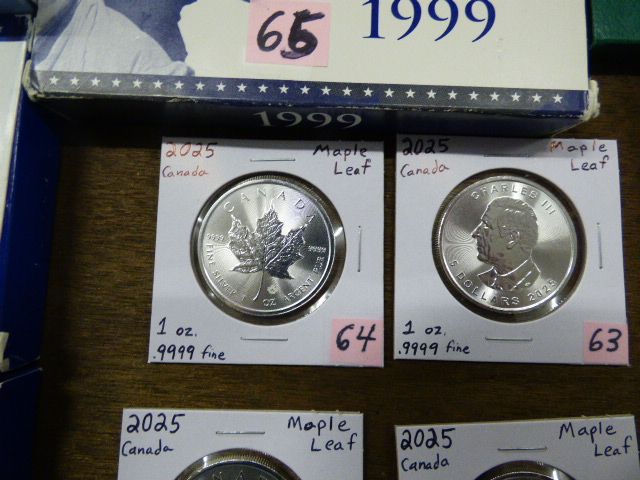 65
1999
1999
2025 Maple
Canada Leaf
CANADA
9999 9999
FINE SILVER 1 OZ ARGENT PUR
1 oz.
.9999 fine
64
2025 Maple
Canada Leaf
CHARLES III
5 DOLLARS 2025
1 oz.
.9999 fine
63
2025 Maple
Canada Leaf
2025 Maple
Canada Leaf